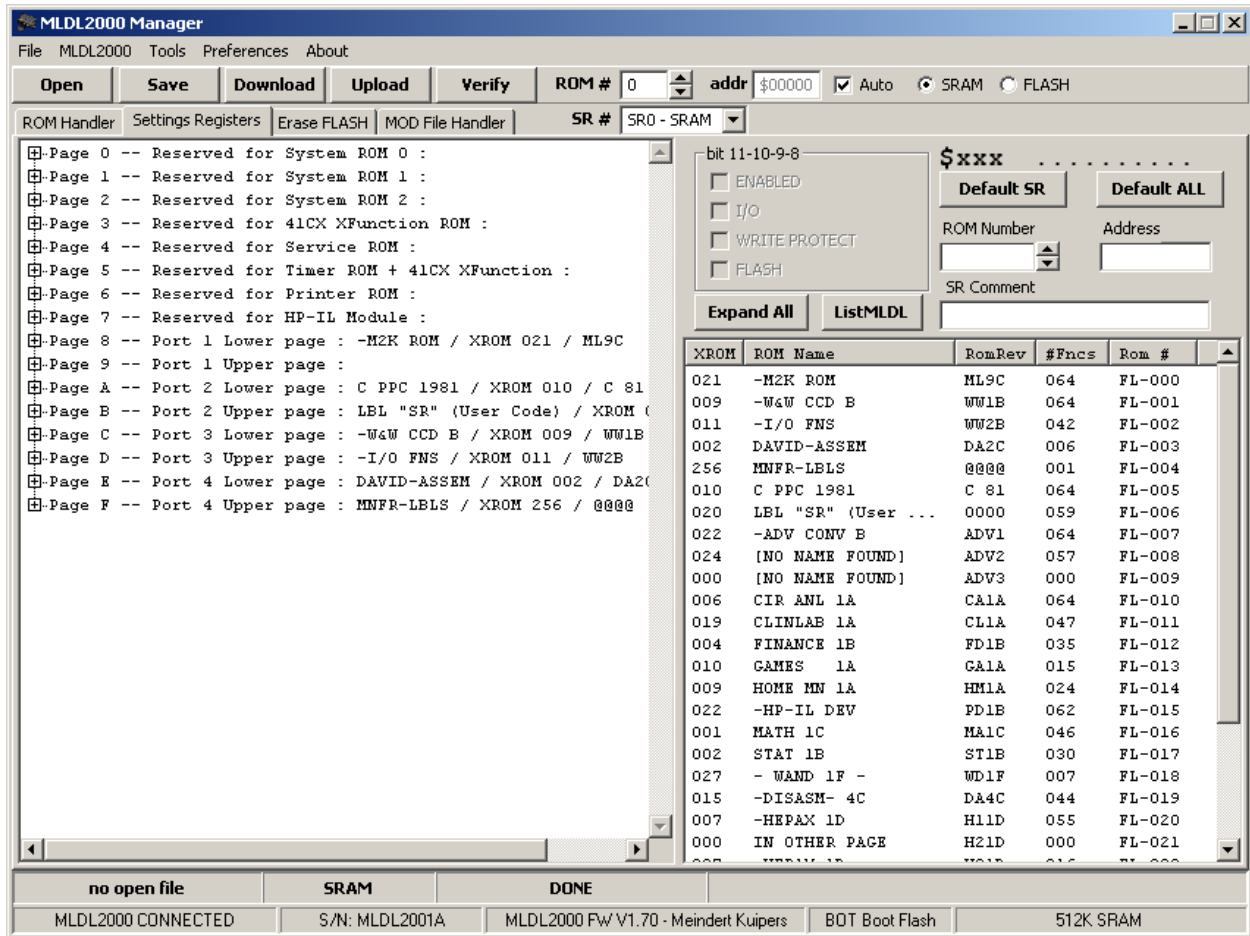 MLDL2000 Manager
File MLDL2000 Tools Preferences About
Open Save Download Upload Verify ROM # 0 addr $00000 Auto SRAM FLASH
ROM Handler Settings Registers Erase FLASH MOD File Handler SR # SR0 - SRAM
Page 0 -- Reserved for System ROM 0 :
Page 1 -- Reserved for System ROM 1 :
Page 2 -- Reserved for System ROM 2 :
Page 3 -- Reserved for 41CX XFunction ROM :
Page 4 -- Reserved for Service ROM :
Page 5 -- Reserved for Timer ROM + 41CX XFunction :
Page 6 -- Reserved for Printer ROM :
Page 7 -- Reserved for HP-IL Module :
Page 8 -- Port 1 Lower page : -M2K ROM / XROM 021 / ML9C
Page 9 -- Port 1 Upper page :
Page A -- Port 2 Lower page : C PPC 1981 / XROM 010 / C 81
Page B -- Port 2 Upper page : LBL "SR" (User Code) / XROM
Page C -- Port 3 Lower page : -W&W CCD B / XROM 009 / WW1B
Page D -- Port 3 Upper page : -I/O FNS / XROM 011 / WW2B
Page E -- Port 4 Lower page : DAVID-ASSEM / XROM 002 /
Page F -- Port 4 Upper page : MNFR-LBLS / XROM 256 / @@@@
bit 11-10-9-8
ENABLED
I/O
WRITE PROTECT
FLASH
$xxx . . . . . . . . . .
Default SR Default ALL
ROM Number Address
SR Comment
Expand All ListMLDL
XROM ROM Name RomRev #Fncs Rom #
021 -M2K ROM ML9C 064 FL-000
009 -W&W CCD B WW1B 064 FL-001
011 -I/O FNS WW2B 042 FL-002
002 DAVID-ASSEM DA2C 006 FL-003
256 MNFR-LBLS @@@@ 001 FL-004
010 C PPC 1981 C 81 064 FL-005
020 LBL "SR" (User ... 0000 059 FL-006
022 -ADV CONV B ADV1 064 FL-007
024 [NO NAME FOUND] ADV2 057 FL-008
000 [NO NAME FOUND] ADV3 000 FL-009
006 CIR ANL 1A CA1A 064 FL-010
019 CLINLAB 1A CL1A 047 FL-011
004 FINANCE 1B FD1B 035 FL-012
010 GAMES 1A GA1A 015 FL-013
009 HOME MN 1A HM1A 024 FL-014
022 -HP-IL DEV PD1B 062 FL-015
001 MATH 1C MA1C 046 FL-016
002 STAT 1B ST1B 030 FL-017
027 - WAND 1F - WD1F 007 FL-018
015 -DISASM- 4C DA4C 044 FL-019
007 -HEPAX 1D H11D 055 FL-020
000 IN OTHER PAGE H21D 000 FL-021
no open file SRAM DONE
MLDL2000 CONNECTED S/N: MLDL2001A MLDL2000 FW V1.70 - Meindert Kuipers BOT Boot Flash 512K SRAM